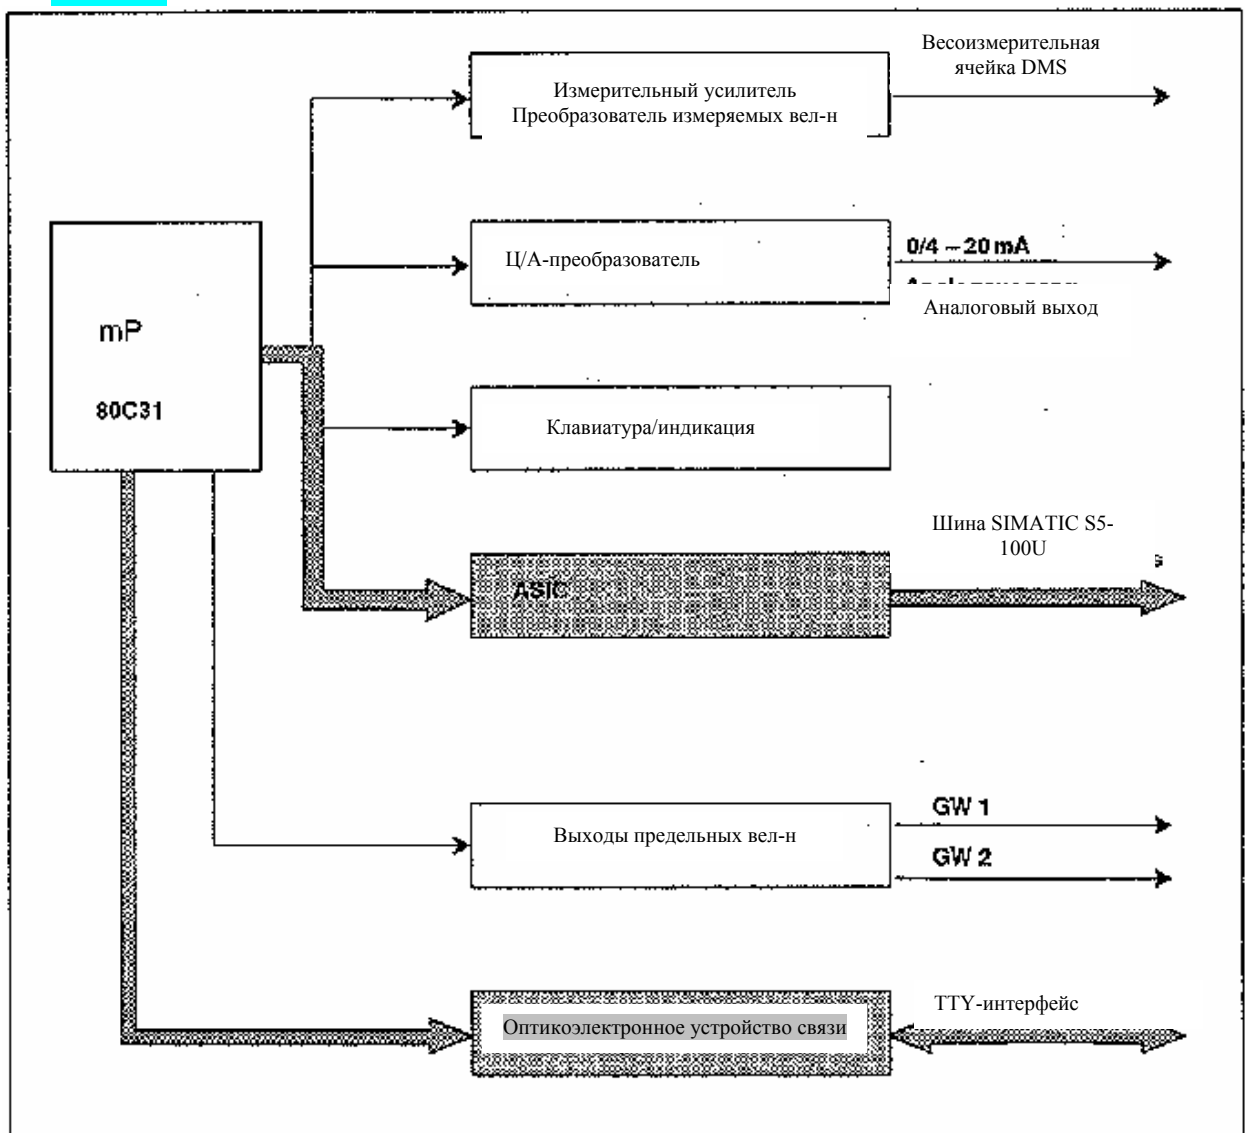 Весоизмерительная
ячейка DMS
Измерительный усилитель
Преобразователь измеряемых вел-н
Ц/А-преобразователь
0/4 – 20 mA
Аналоговый выход
mP
80C31
Клавиатура/индикация
Шина SIMATIC S5-
100U
ASIC
Выходы предельных вел-н
GW 1
GW 2
Оптикоэлектронное устройство связи
TTY-интерфейс